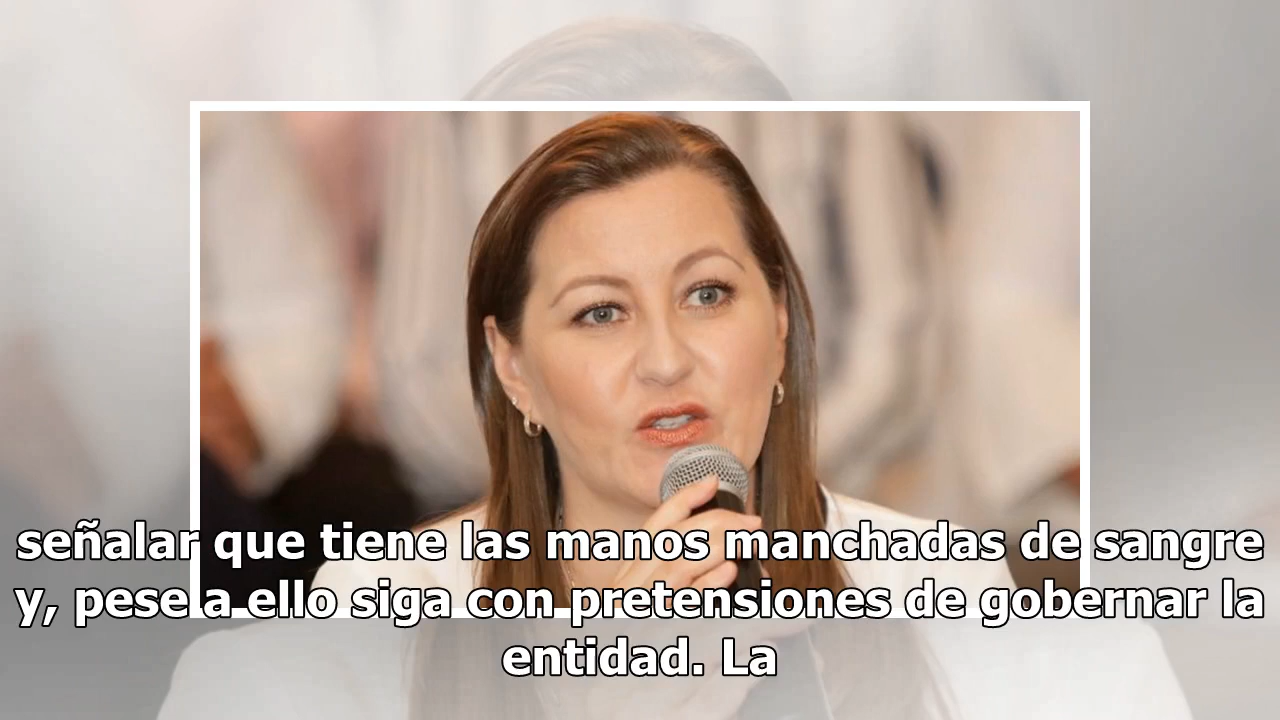 señalar que tiene las manos manchadas de sangre
y, pese a ello siga con pretensiones de gobernar la
entidad. La